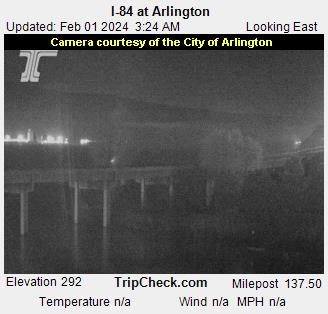 I-84 at Arlington
Updated: Feb 01 2024 3:24 AM Looking East
Camera courtesy of the City of Arlington
Elevation 292 TripCheck.com Milepost 137.50
Temperature n/a Wind n/a MPH n/a